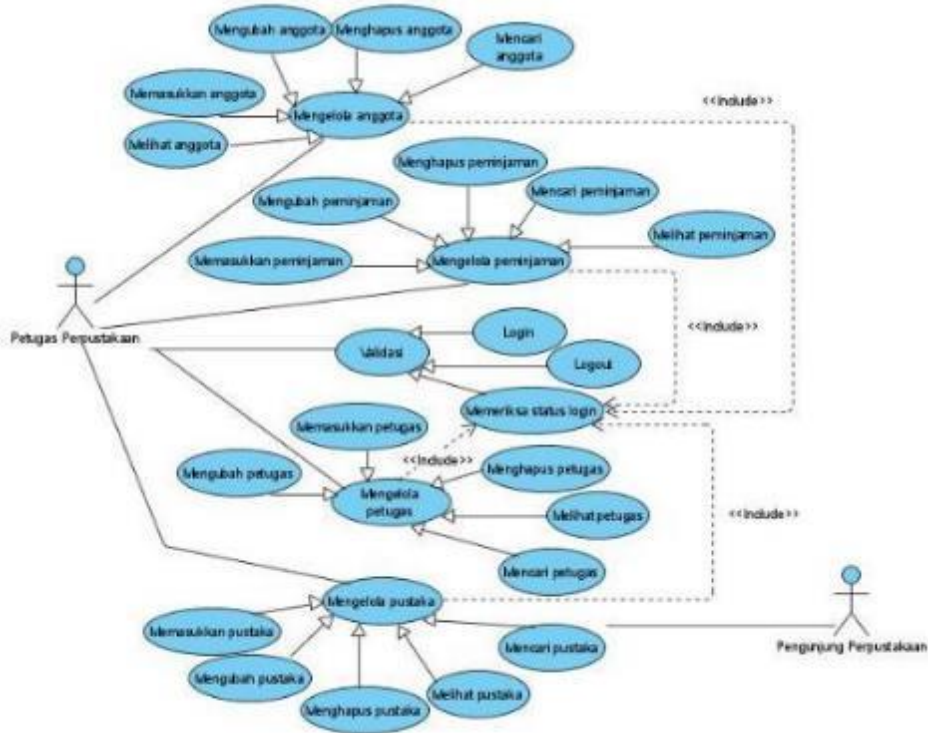 Mengubah anggota
Menghapus anggota
Mencari
anggota
Memasukkan anggota
<<Include>>
Mengelola anggota
Melihat anggota
Menghapus peminjaman
Mengubah peminjaman
Mencari peminjaman
Melihat peminjaman
Memasukkan peminjaman
Mengelola peminjaman
Petugas Perpustakaan
Login
<<Include>>
Validasi
Logout
Memeriksa status login
Memasukkan petugas
<<Include>>
Mengubah petugas
Menghapus petugas
Mengelola
petugas
Melihat petugas
<<Include>>
Mencari petugas
Mengelola pustaka
Memasukkan pustaka
Mencari pustaka
Pengunjung Perpustakaan
Mengubah pustaka
Melihat pustaka
Menghapus pustaka